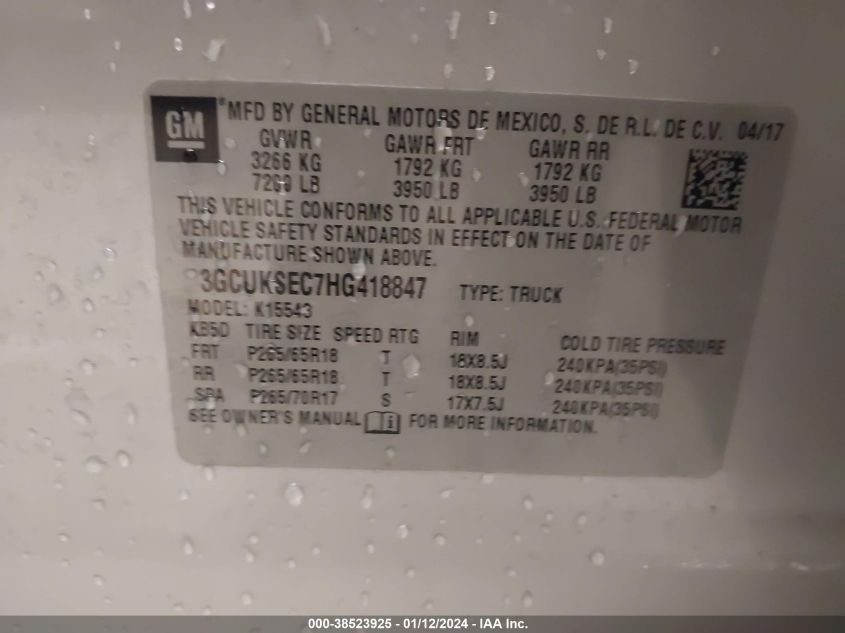 GM
®MFD BY GENERAL MOTORS DE MEXICO, S. DE R.L. DE C.V. 04/17
GVWR GAWR FRT GAWR RR
3266 KG 1792 KG 1792 KG
7200 LB 3950 LB 3950 LB
THIS VEHICLE CONFORMS TO ALL APPLICABLE U.S. FEDERAL MOTOR
VEHICLE SAFETY STANDARDS IN EFFECT ON THE DATE OF
MANUFACTURE SHOWN ABOVE.
3GCUKSEC7HG418847 TYPE: TRUCK
MODEL: K15543
KB5D TIRE SIZE SPEED RTG RIM COLD TIRE PRESSURE
FRT P265/65R18 T 18X8.5J 240KPA(35PSI)
RR P265/65R18 T 18X8.5J 240KPA(35PSI)
SPA P265/70R17 S 17X7.5J 240KPA(35PSI)
SEE OWNER'S MANUAL i FOR MORE INFORMATION.
000-38523925 - 01/12/2024 - IAA Inc.